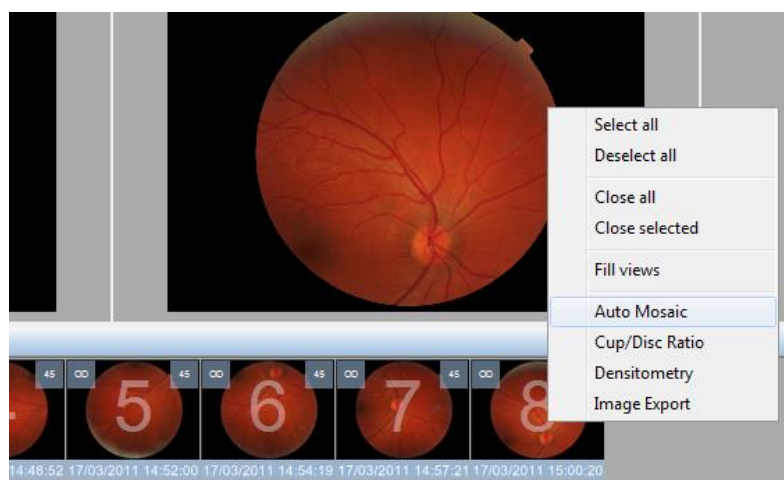 Select all
Deselect all
Close all
Close selected
Fill views
Auto Mosaic
Cup/Disc Ratio
Densitometry
Image Export
45 OD 45 OD 45 OD 45 OD
5 6 7 8
14:48:52 17/03/2011 14:52:00 17/03/2011 14:54:19 17/03/2011 14:57:21 17/03/2011 15:00:20